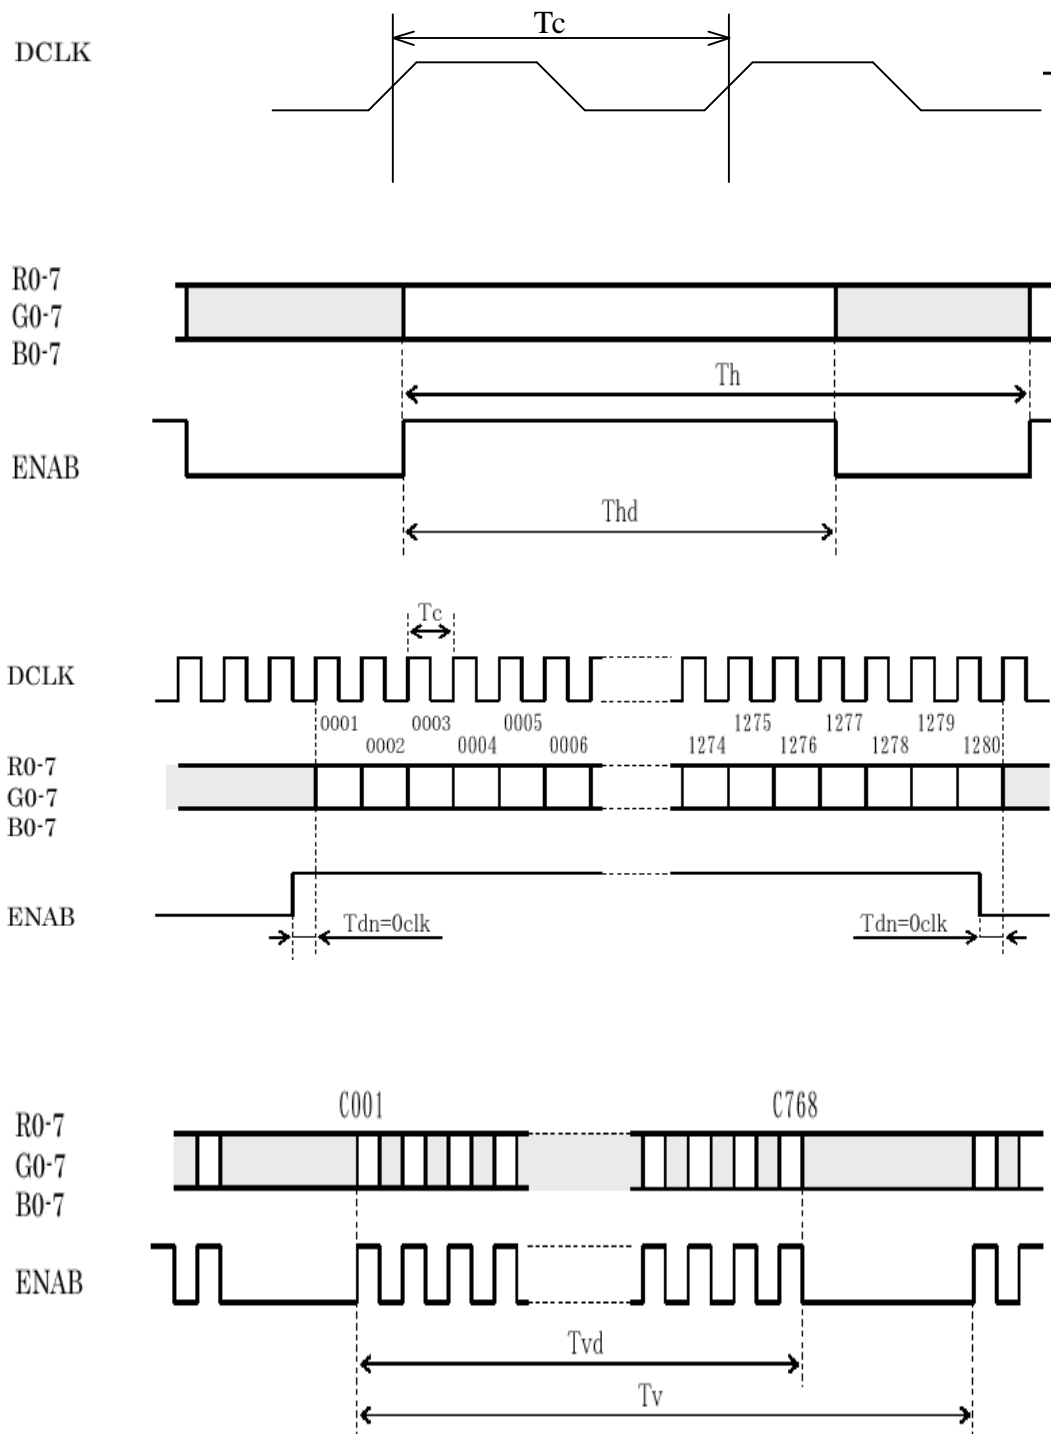 Tc
DCLK
R0-7
G0-7
B0-7
Th
ENAB
Thd
Tc
DCLK
0001 0003 0005 1275 1277 1279
0002 0004 0006 1274 1276 1278 1280
R0-7
G0-7
B0-7
ENAB
Tdn=0clk Tdn=0clk
C001 C768
R0-7
G0-7
B0-7
ENAB
Tvd
Tv